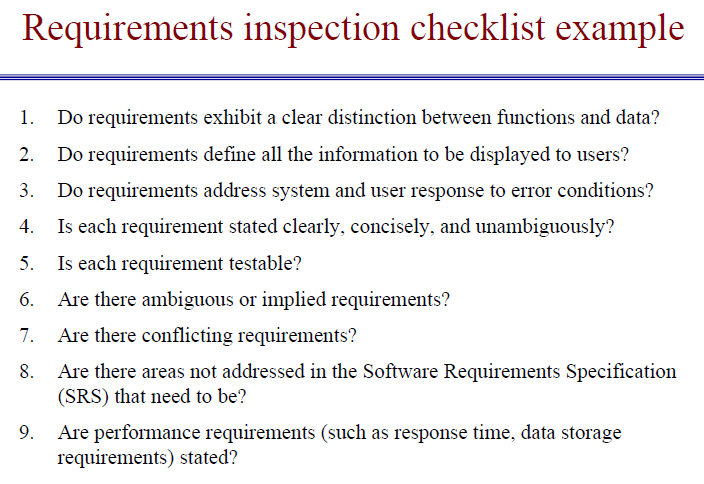 Requirements inspection checklist example
1. Do requirements exhibit a clear distinction between functions and data?
2. Do requirements define all the information to be displayed to users?
3. Do requirements address system and user response to error conditions?
4. Is each requirement stated clearly, concisely, and unambiguously?
5. Is each requirement testable?
6. Are there ambiguous or implied requirements?
7. Are there conflicting requirements?
8. Are there areas not addressed in the Software Requirements Specification
(SRS) that need to be?
9. Are performance requirements (such as response time, data storage
requirements) stated?